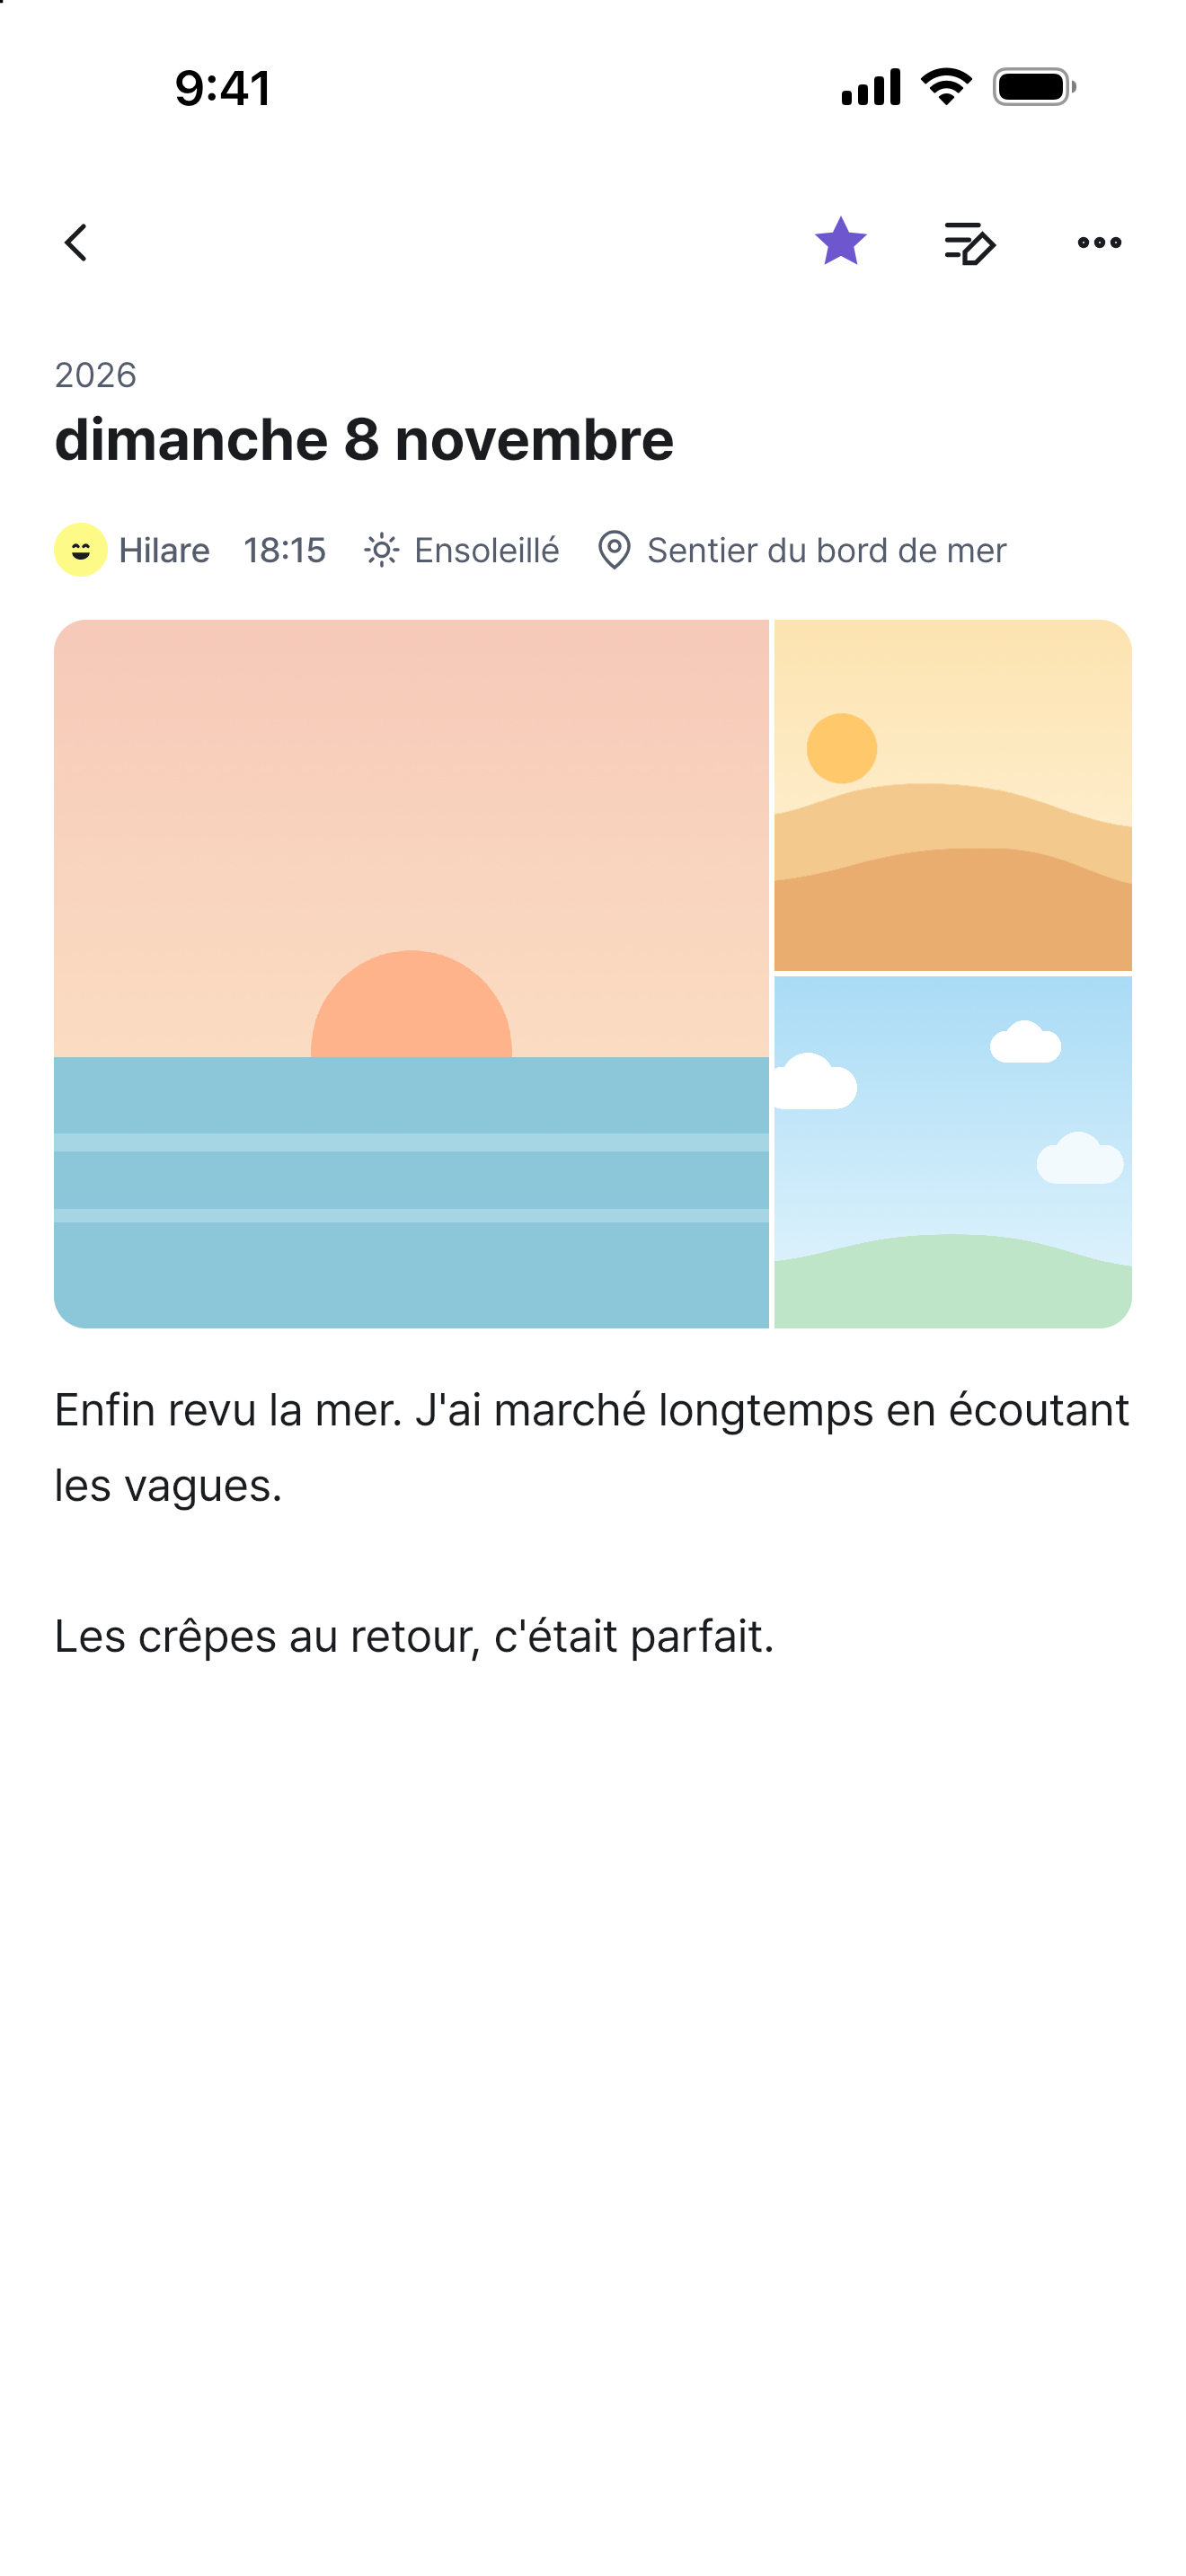 9:41
2026
dimanche 8 novembre
Hilare 18:15 Ensoleillé Sentier du bord de mer
Enfin revu la mer. J'ai marché longtemps en écoutant
les vagues.
Les crêpes au retour, c'était parfait.